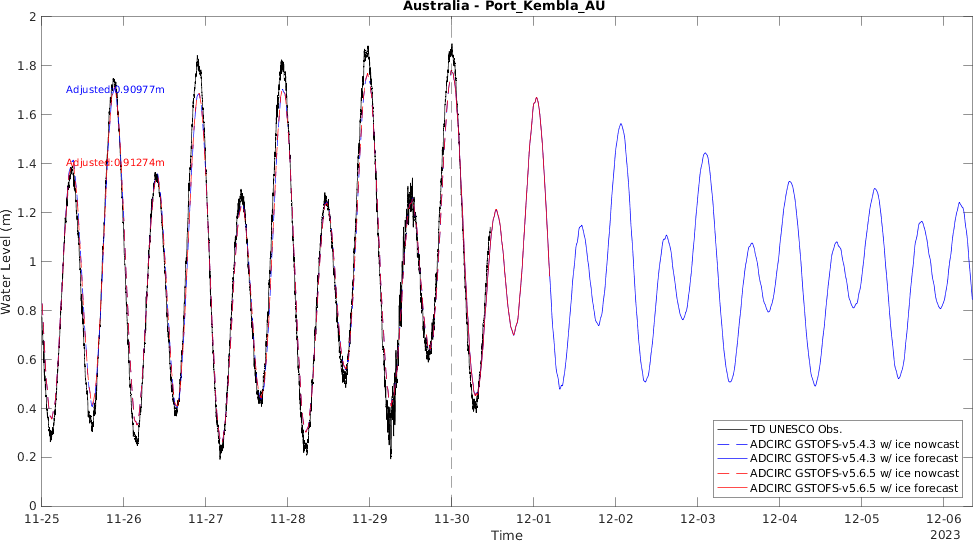 Australia - Port_Kembla_AU
2
1.8
1.6
1.4
1.2
1
0.8
0.6
0.4
0.2
0
Water Level (m)
Adjusted:0.90977m
Adjusted:0.91274m
TD UNESCO Obs.
ADCIRC GSTOFS-v5.4.3 w/ ice nowcast
ADCIRC GSTOFS-v5.4.3 w/ ice forecast
ADCIRC GSTOFS-v5.6.5 w/ ice nowcast
ADCIRC GSTOFS-v5.6.5 w/ ice forecast
11-25 11-26 11-27 11-28 11-29 11-30 12-01 12-02 12-03 12-04 12-05 12-06
2023
Time